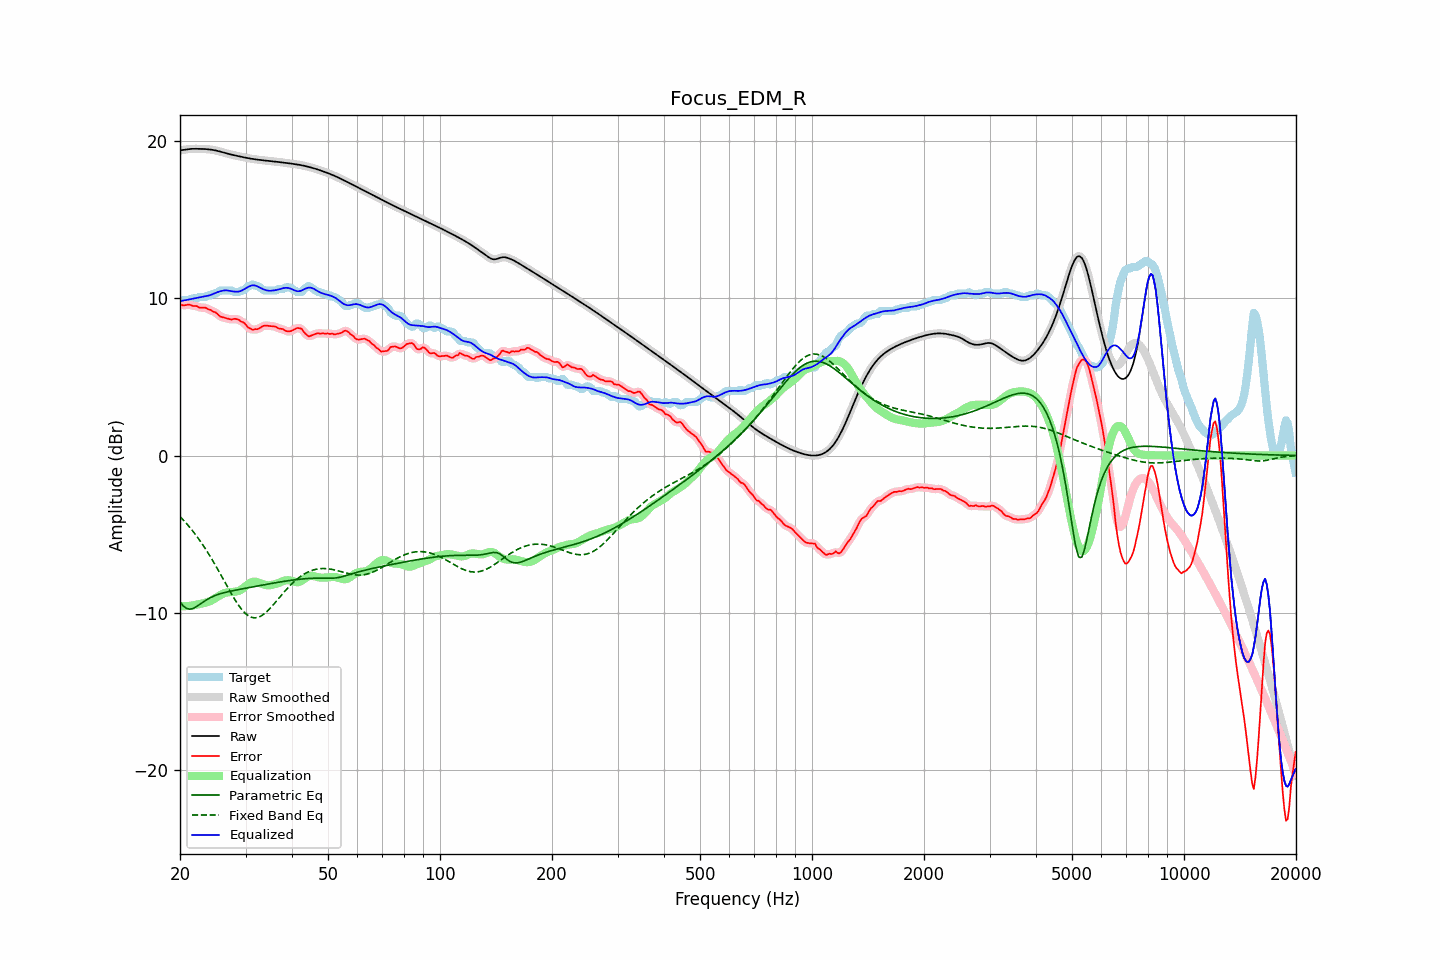 Focus_EDM_R
Amplitude (dBr)
20
10
0
−10
−20
Target
Raw Smoothed
Error Smoothed
Raw
Error
Equalization
Parametric Eq
Fixed Band Eq
Equalized
20 50 100 200 500 1000 2000 5000 10000 20000
Frequency (Hz)